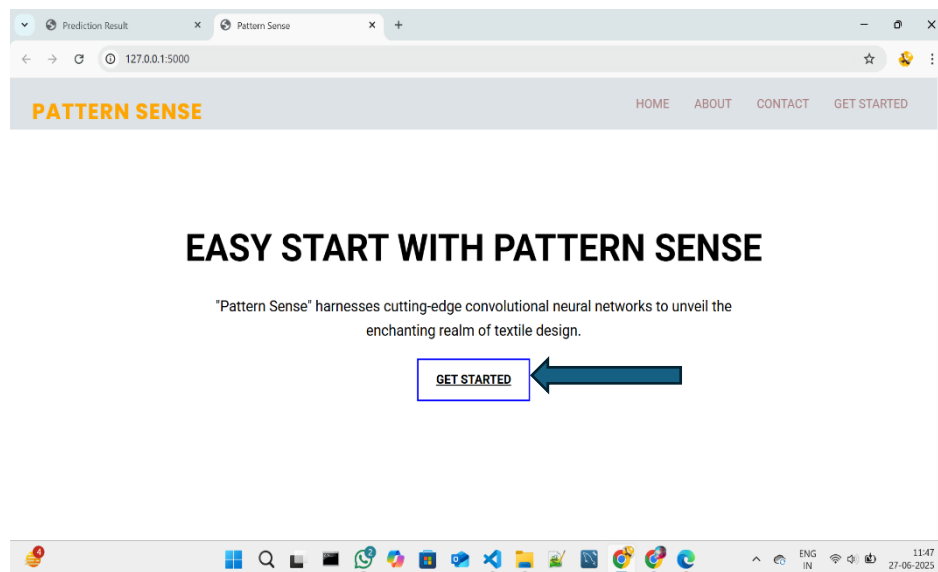 Prediction Result
Pattern Sense
127.0.0.1:5000
PATTERN SENSE
HOME ABOUT CONTACT GET STARTED
EASY START WITH PATTERN SENSE
"Pattern Sense" harnesses cutting-edge convolutional neural networks to unveil the
enchanting realm of textile design.
GET STARTED
4
2
ENG
IN
11:47
27-06-2025